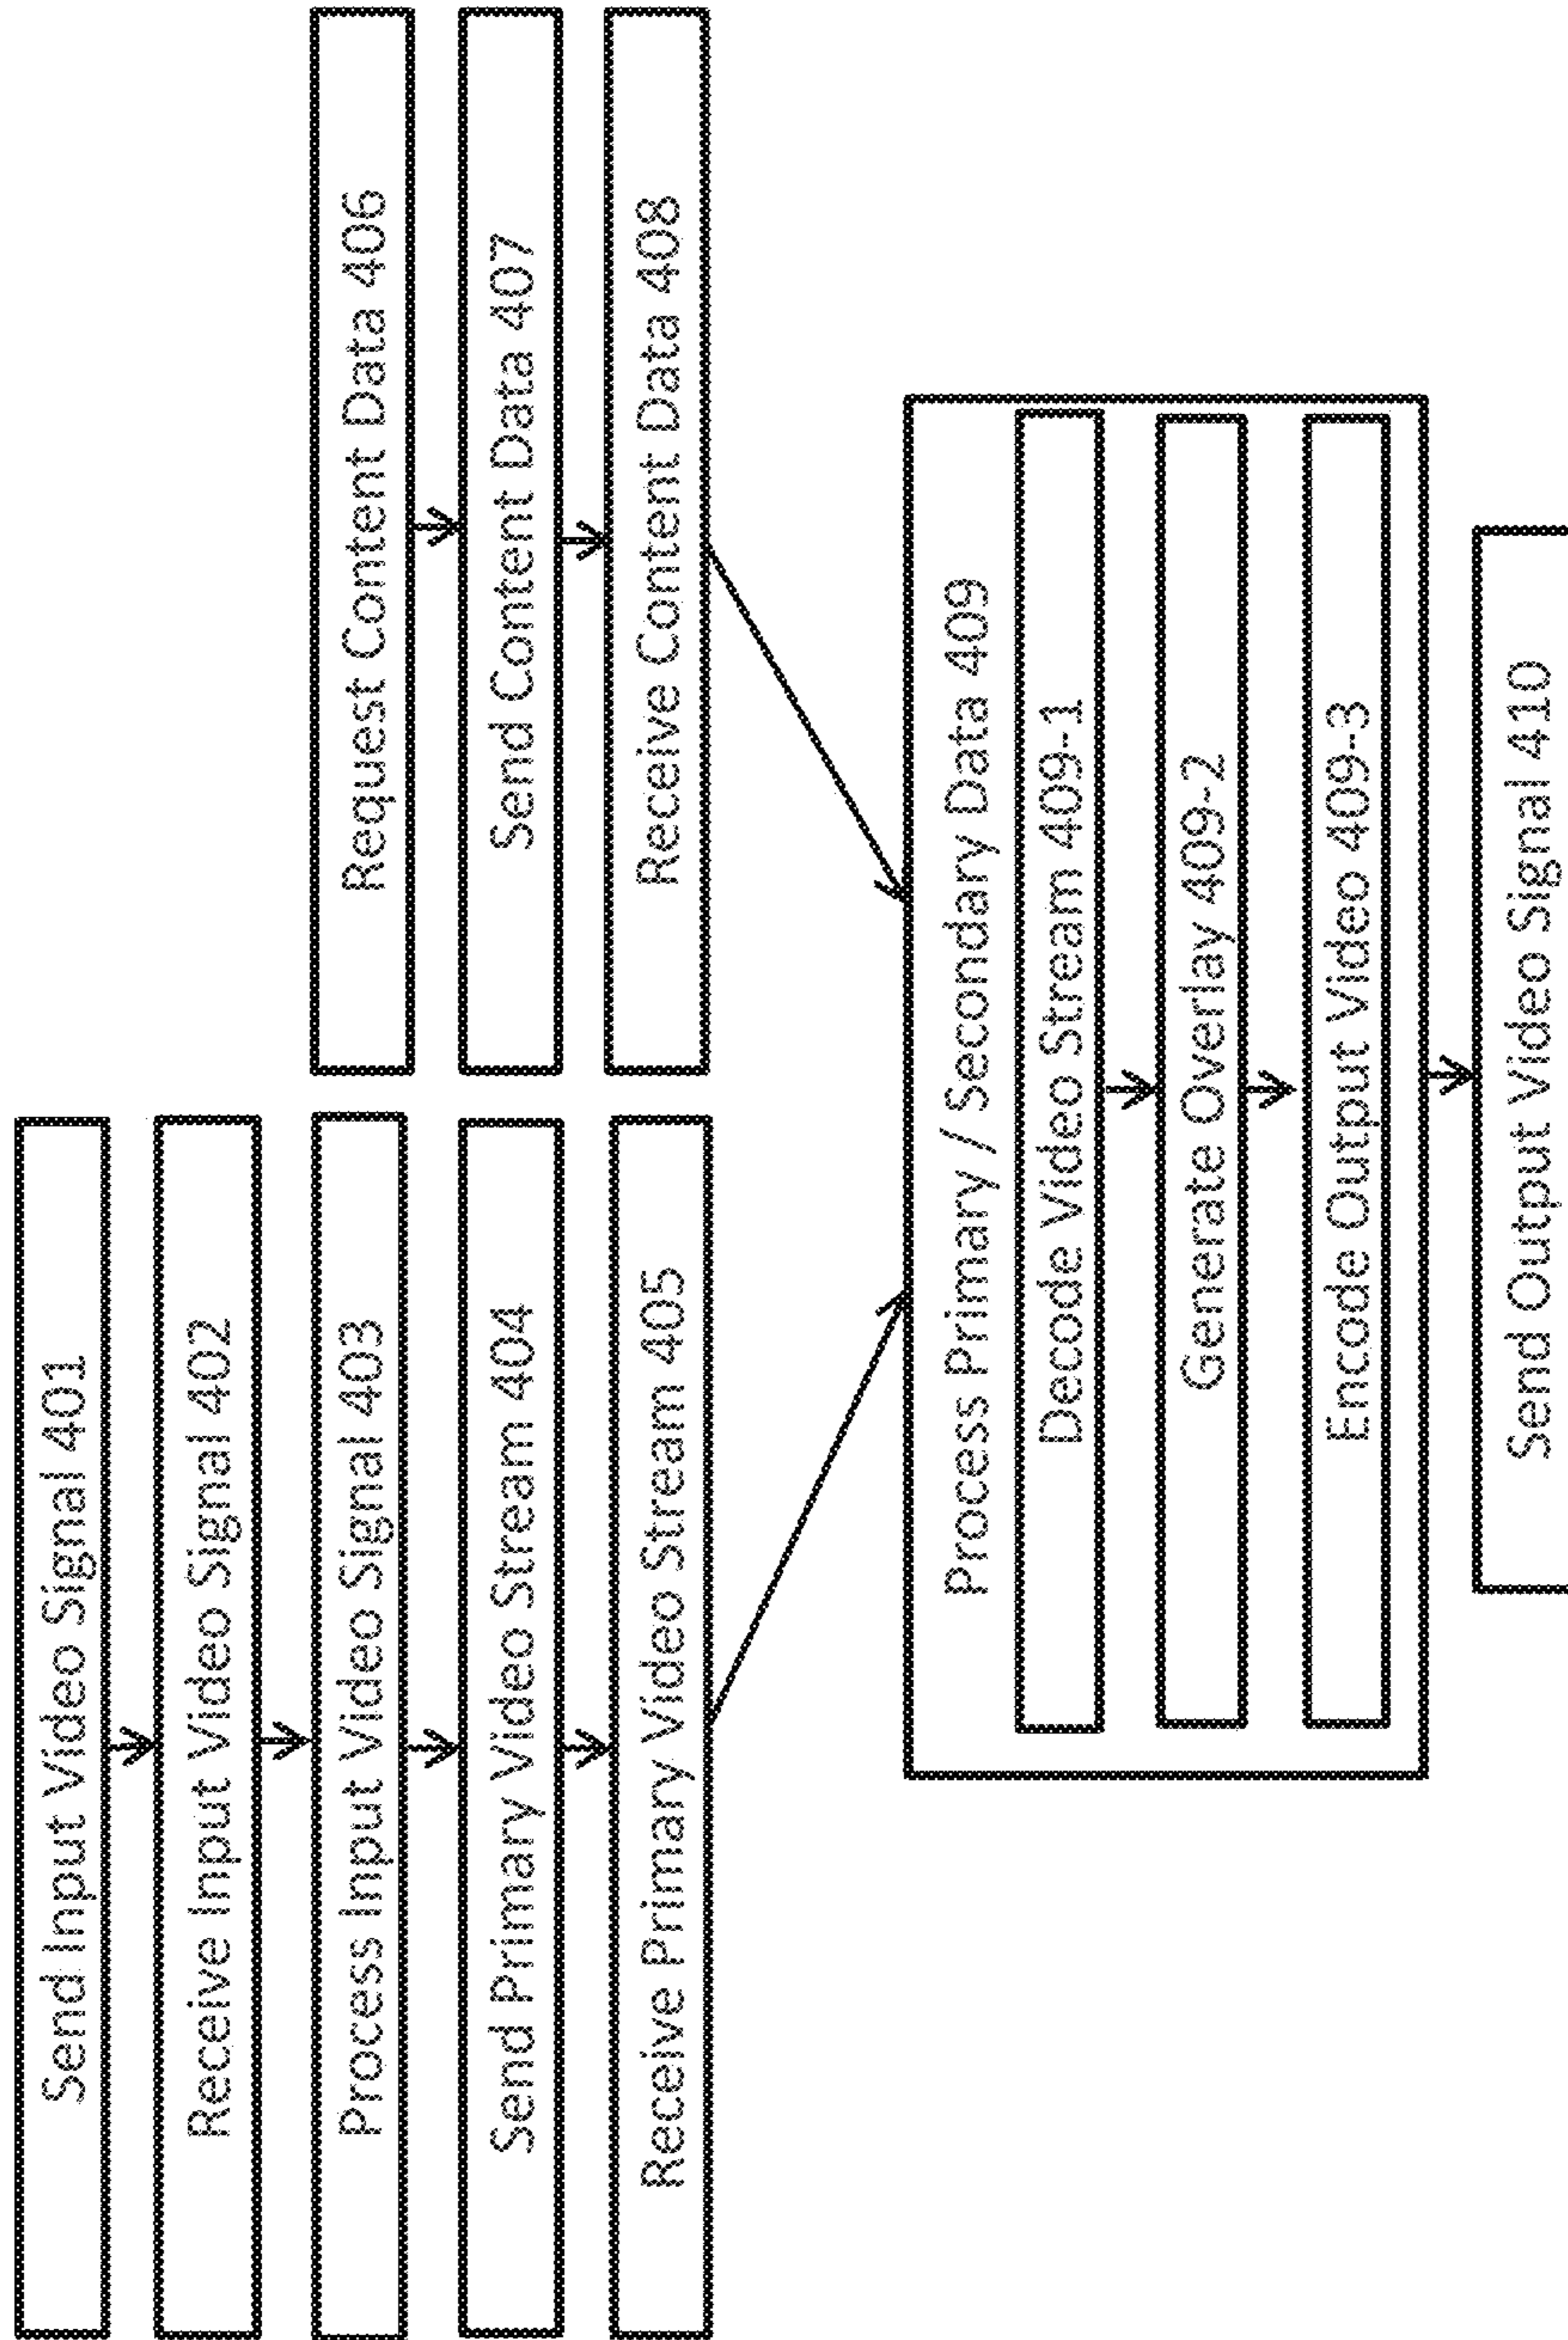 Send Input Video Signal 401
Receive Input Video Signal 402
Process Input Video Signal 403
Send Primary Video Stream 404
Receive Primary Video Stream 405
Request Content Data 406
Send Content Data 407
Receive Content Data 408
Process Primary / Secondary Data 409
Decode Video Stream 409-1
Generate Overlay 409-2
Encode Output Video 409-3
Send Output Video Signal 410